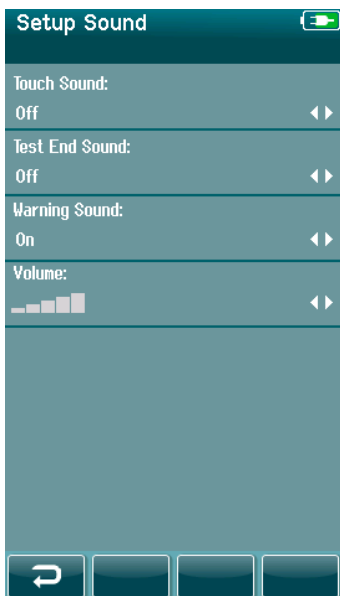 Setup Sound
Touch Sound:
Off
Test End Sound:
Off
Warning Sound:
On
Volume: